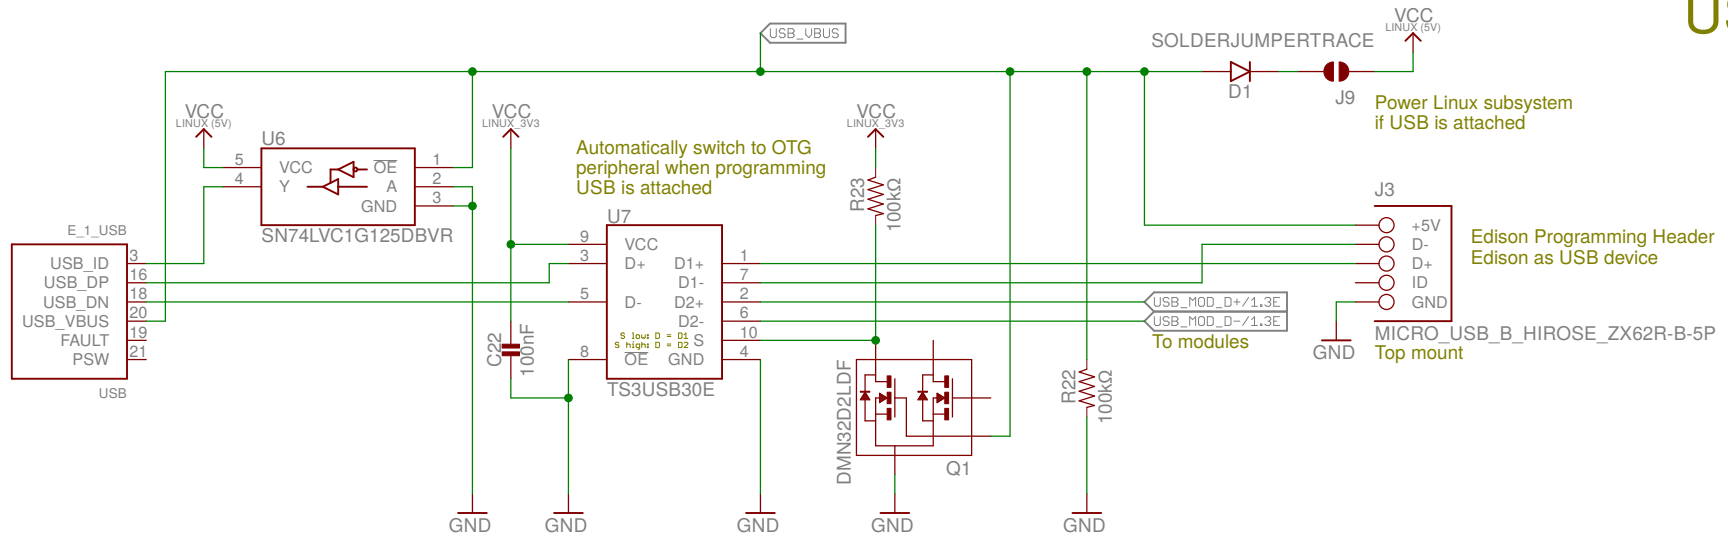 US
USB_VBUS
VCC
LINUX (5V)
SOLDERJUMPERTRACE
D1
J9
Power Linux subsystem
if USB is attached
VCC
LINUX (5V)
U6
5
4
VCC
Y
OE
A
GND
1
2
3
SN74LVC1G125DBVR
VCC
LINUX_3V3
Automatically switch to OTG
peripheral when programming
USB is attached
VCC
LINUX_3V3
R23
100kΩ
E_1_USB
USB_ID
USB_DP
USB_DN
USB_VBUS
FAULT
PSW
3
16
18
20
19
21
USB
C22
100nF
U7
9
3
5
8
VCC
D+
D-
OE
D1+
D1-
D2+
D2-
S
GND
S low: D = D1
S high: D = D2
1
7
2
6
10
4
TS3USB30E
USB_MOD_D+/1.3E
USB_MOD_D-/1.3E
To modules
DMN32D2LDF
Q1
R22
100kΩ
J3
+5V
D-
D+
ID
GND
Edison Programming Header
Edison as USB device
MICRO_USB_B_HIROSE_ZX62R-B-5P
Top mount
GND
GND
GND
GND
GND
GND